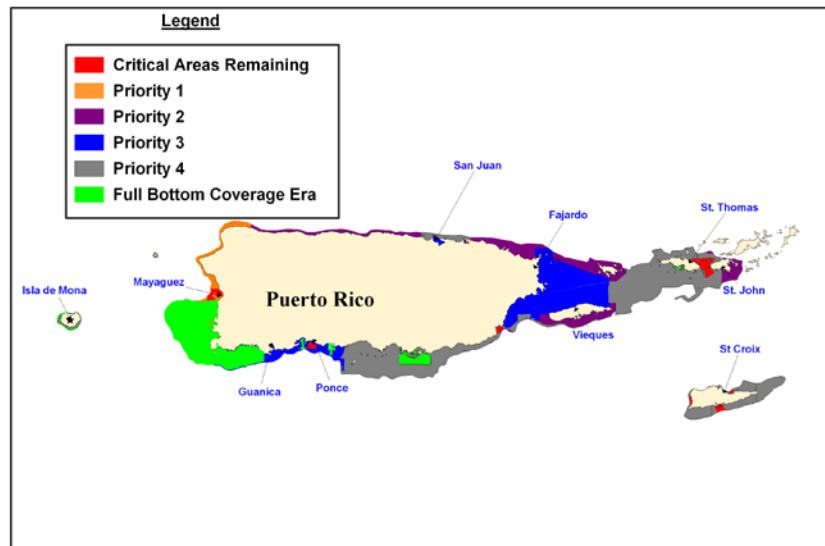 Legend
Critical Areas Remaining
Priority 1
Priority 2
Priority 3
Priority 4
Full Bottom Coverage Era
San Juan
Fajardo
St. Thomas
Isla de Mona
Mayaguez
Puerto Rico
St. John
Vieques
St Croix
Guanica
Ponce